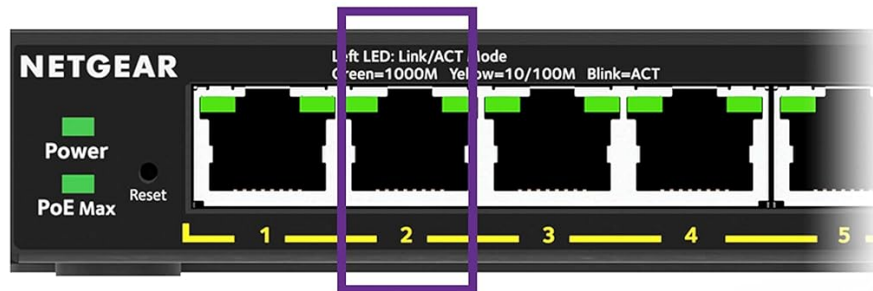 NETGEAR
Left LED: Link/ACT Mode
Green=1000M Yellow=10/100M Blink=ACT
Power
PoE Max
Reset
1 2 3 4 5